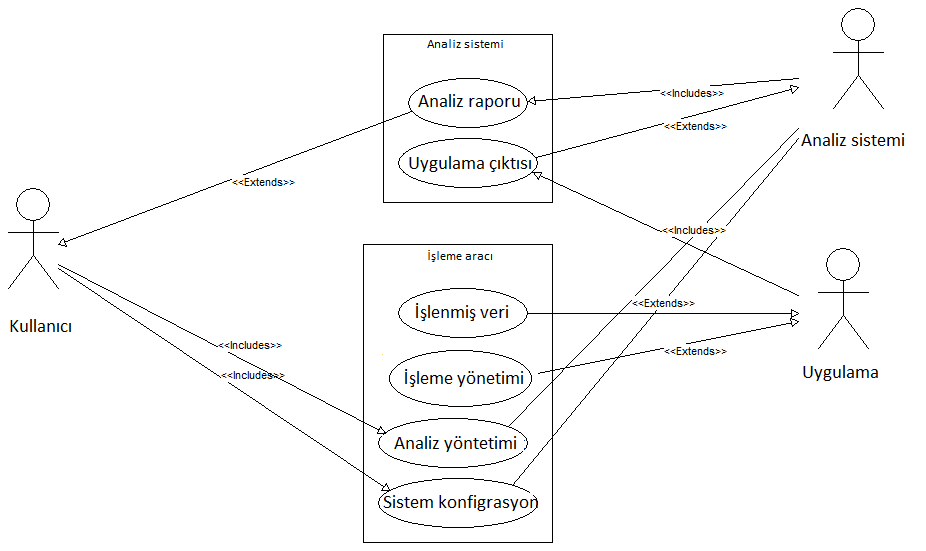 Analiz sistemi
Analiz raporu
<<Includes>>
Uygulama çıktısı
<<Extends>>
Analiz sistemi
<<Extends>>
<<Includes>>
İşleme aracı
İşlenmiş veri
<<Extends>>
Kullanıcı
<<Includes>>
<<Extends>>
İşleme yönetimi
Uygulama
<<Includes>>
Analiz yöntetimi
Sistem konfigrasyon